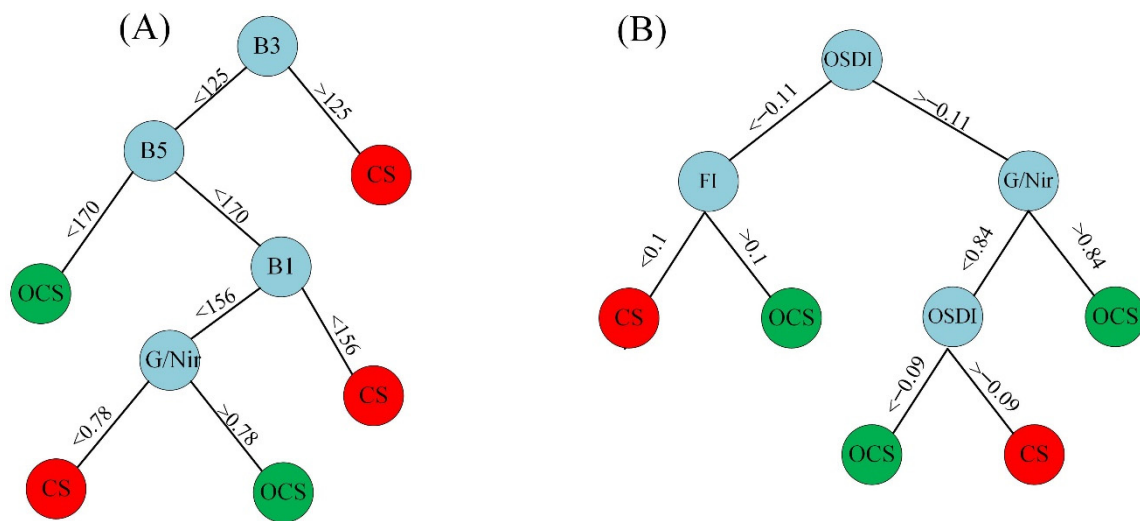 (A)
B3
<125
>125
B5
CS
<170
<170
OCS
B1
<156
<156
G/Nir
CS
<0.78
>0.78
CS
OCS
(B)
OSDI
<−0.11
>−0.11
FI
G/Nir
<0.1
>0.1
<0.84
>0.84
CS
OCS
OSDI
OCS
<−0.09
>−0.09
OCS
CS